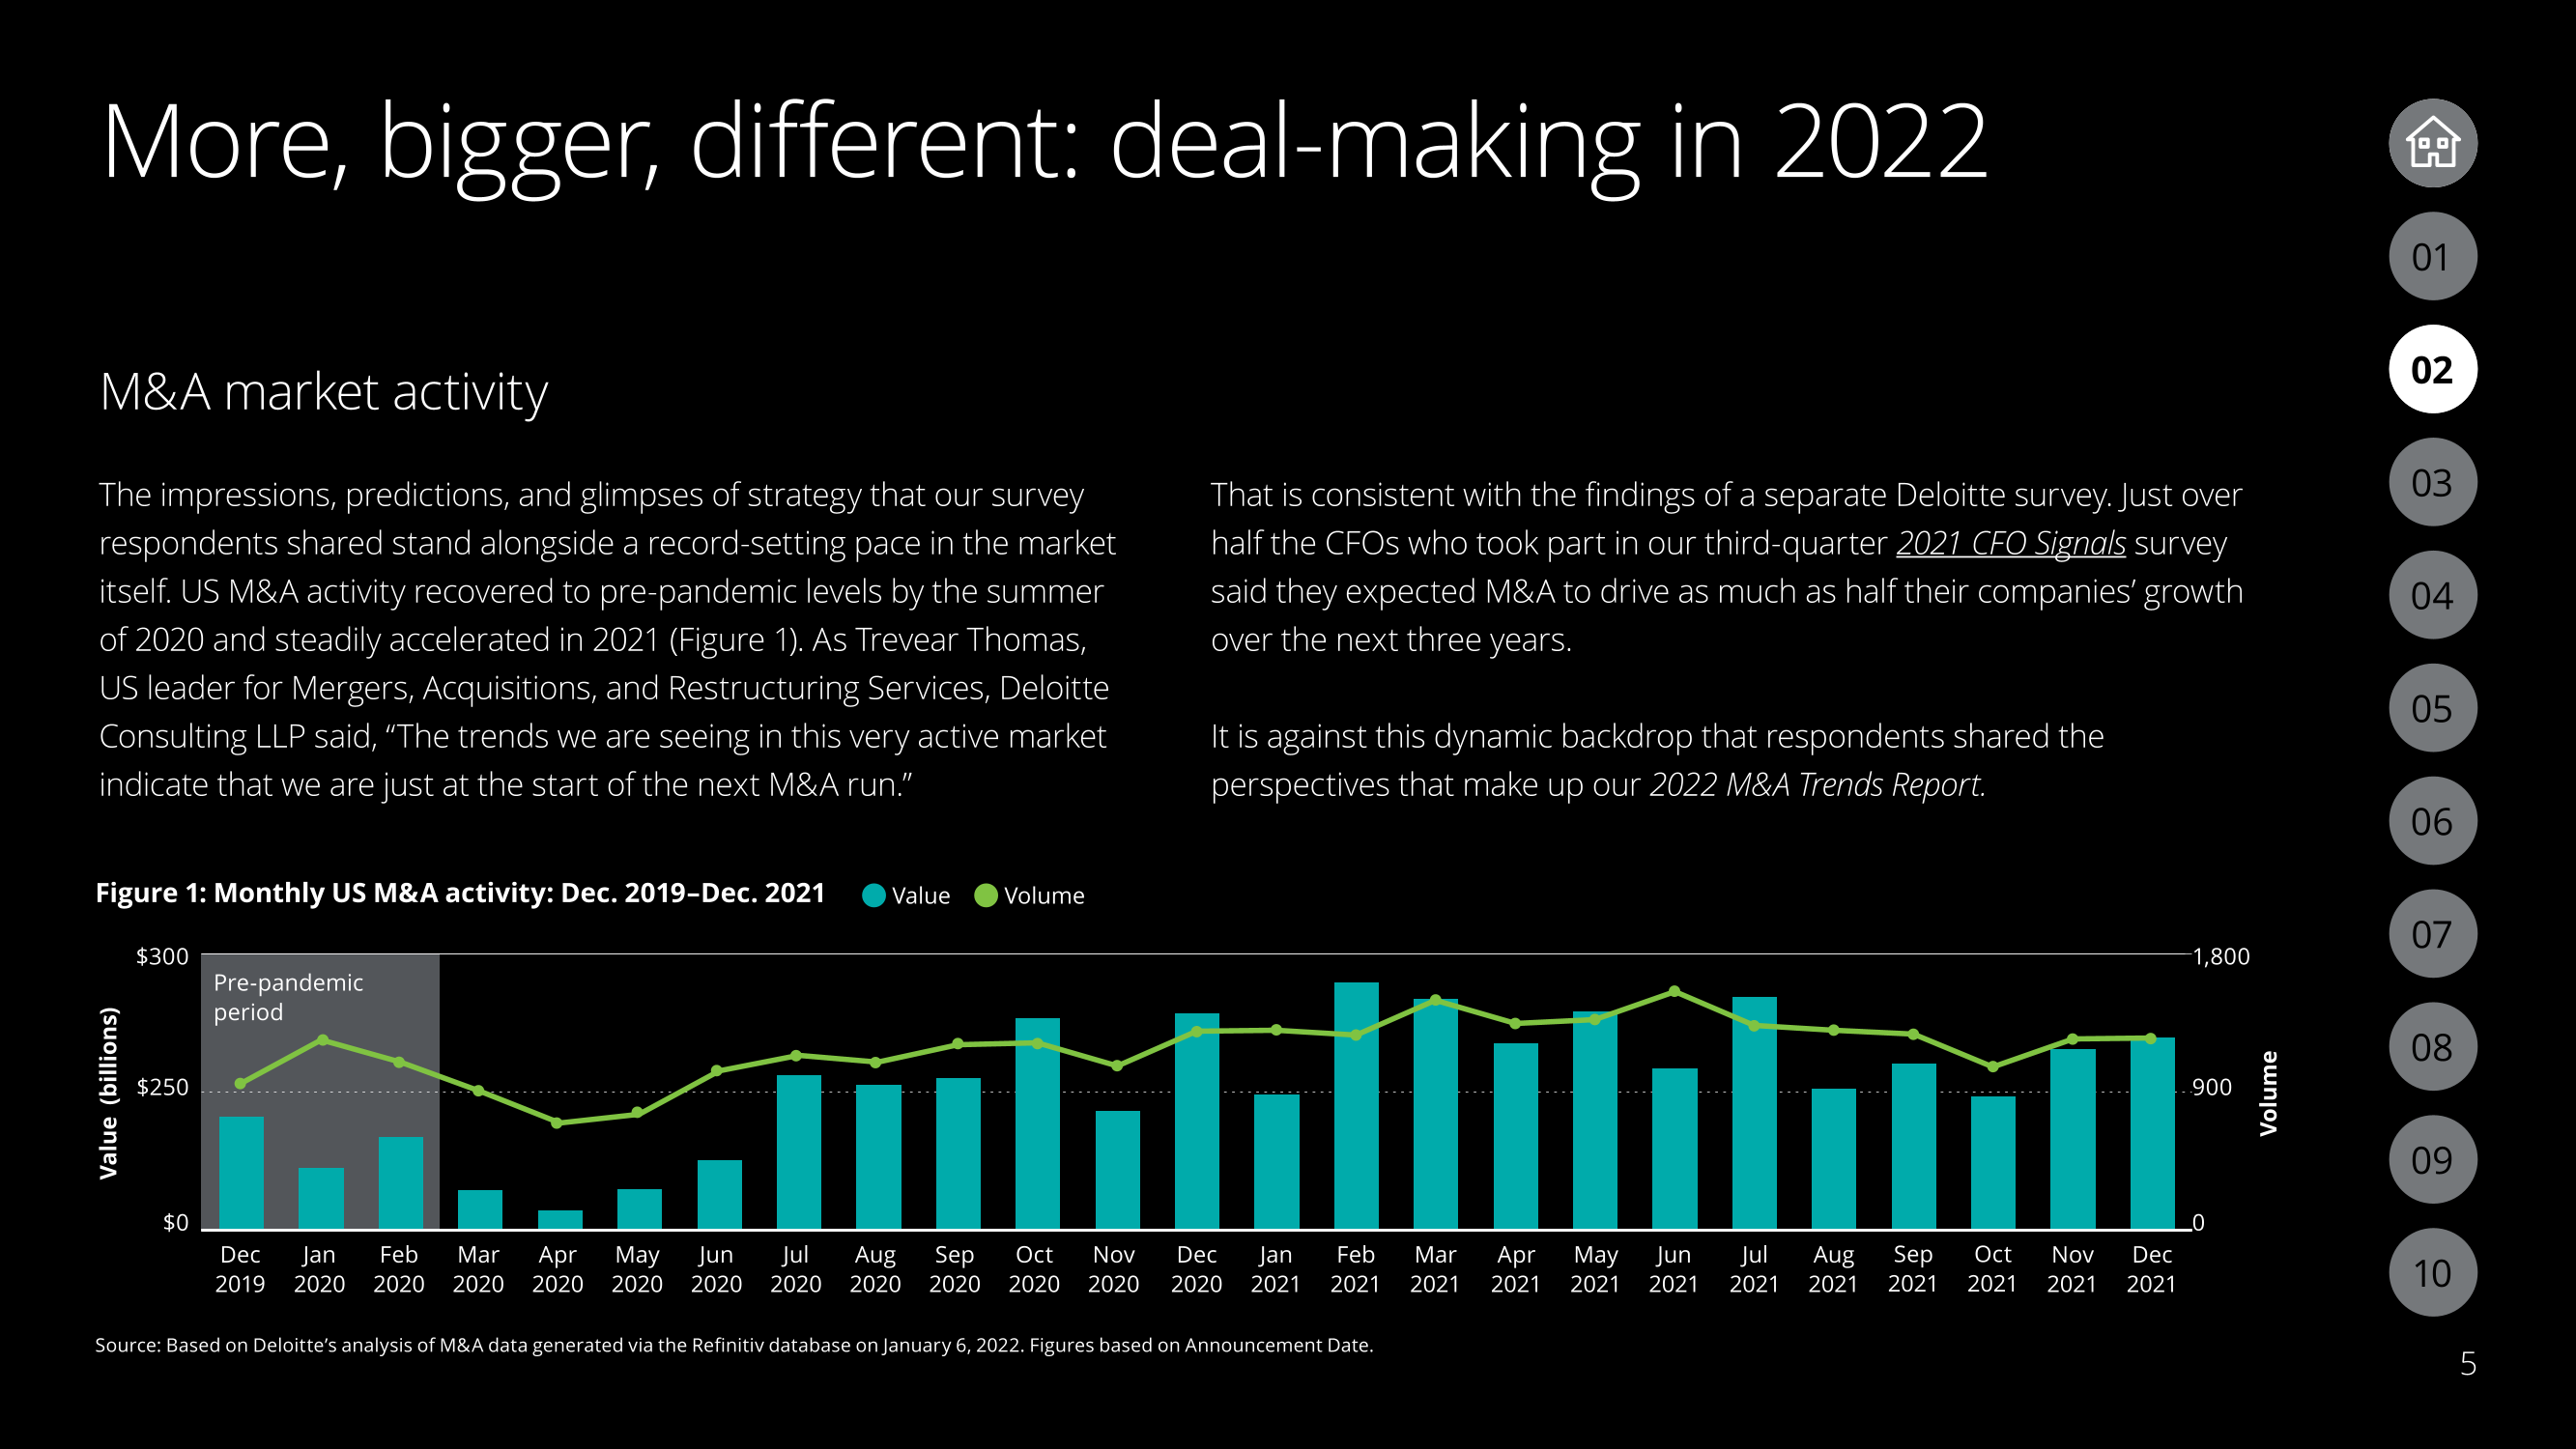 More, bigger, different: deal-making in 2022
M&A market activity
The impressions, predictions, and glimpses of strategy that our survey
respondents shared stand alongside a record-setting pace in the market
itself. US M&A activity recovered to pre-pandemic levels by the summer
of 2020 and steadily accelerated in 2021 (Figure 1). As Trevear Thomas,
US leader for Mergers, Acquisitions, and Restructuring Services, Deloitte
Consulting LLP said, “The trends we are seeing in this very active market
indicate that we are just at the start of the next M&A run.”
That is consistent with the findings of a separate Deloitte survey. Just over
half the CFOs who took part in our third-quarter 2021 CFO Signals survey
said they expected M&A to drive as much as half their companies’ growth
over the next three years.
It is against this dynamic backdrop that respondents shared the
perspectives that make up our 2022 M&A Trends Report.
Figure 1: Monthly US M&A activity: Dec. 2019–Dec. 2021
Value
Volume
Value (billions)
$300
$250
$0
Pre-pandemic
period
1,800
900
0
Volume
Dec Jan Feb Mar Apr May Jun Jul Aug Sep Oct Nov Dec Jan Feb Mar Apr May Jun Jul Aug Sep Oct Nov Dec
2019 2020 2020 2020 2020 2020 2020 2020 2020 2020 2020 2020 2020 2021 2021 2021 2021 2021 2021 2021 2021 2021 2021 2021 2021
Source: Based on Deloitte’s analysis of M&A data generated via the Refinitiv database on January 6, 2022. Figures based on Announcement Date.
01
02
03
04
05
06
07
08
09
10
5